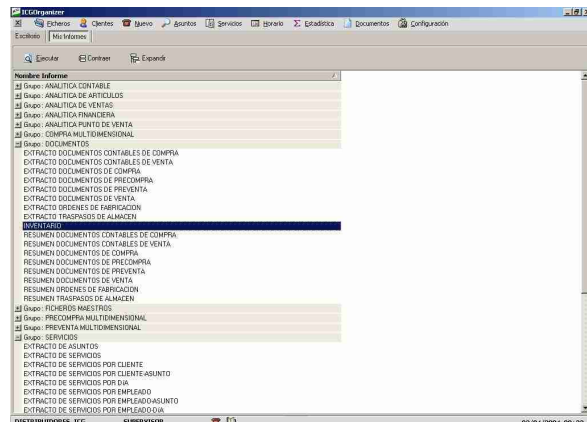 ICGOrganizer
Ficheros Clientes Nuevo Asuntos Servicios Horario Estadística Documentos Configuración
Escritorio Mis Informes
Ejecutar Contraer Expandir
Nombre Informe
Grupo: ANALITICA CONTABLE
Grupo: ANALITICA DE ARTICULOS
Grupo: ANALITICA DE VENTAS
Grupo: ANALITICA FINANCIERA
Grupo: ANALITICA PUNTO DE VENTA
Grupo: COMPRA MULTIDIMENSIONAL
Grupo: DOCUMENTOS
EXTRACTO DOCUMENTOS CONTABLES DE COMPRA
EXTRACTO DOCUMENTOS CONTABLES DE VENTA
EXTRACTO DOCUMENTOS DE COMPRA
EXTRACTO DOCUMENTOS DE PRECOMPRA
EXTRACTO DOCUMENTOS DE PREVENTA
EXTRACTO DOCUMENTOS DE VENTA
EXTRACTO ORDENES DE FABRICACION
EXTRACTO TRASPASOS DE ALMACEN
INVENTARIO
RESUMEN DOCUMENTOS CONTABLES DE COMPRA
RESUMEN DOCUMENTOS CONTABLES DE VENTA
RESUMEN DOCUMENTOS DE COMPRA
RESUMEN DOCUMENTOS DE PRECOMPRA
RESUMEN DOCUMENTOS DE PREVENTA
RESUMEN DOCUMENTOS DE VENTA
RESUMEN ORDENES DE FABRICACION
RESUMEN TRASPASOS DE ALMACEN
Grupo: FICHEROS MAESTROS
Grupo: PRECOMPRA MULTIDIMENSIONAL
Grupo: PREVENTA MULTIDIMENSIONAL
Grupo: SERVICIOS
EXTRACTO DE ASUNTOS
EXTRACTO DE SERVICIOS
EXTRACTO DE SERVICIOS POR CLIENTE
EXTRACTO DE SERVICIOS POR CLIENTE-ASUNTO
EXTRACTO DE SERVICIOS POR DIA
EXTRACTO DE SERVICIOS POR EMPLEADO
EXTRACTO DE SERVICIOS POR EMPLEADO-ASUNTO
EXTRACTO DE SERVICIOS POR EMPLEADO-DIA
DISTRIBUIDORES ICG SUPERVISOR